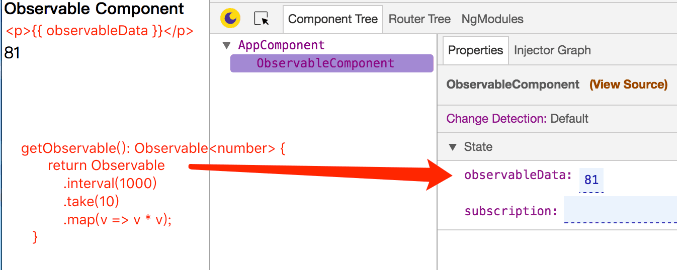 Observable Component
<p>{{ observableData }}</p>
81
getObservable(): Observable<number> {
return Observable
.interval(1000)
.take(10)
.map(v => v * v);
}
Component Tree Router Tree NgModules
▼ AppComponent
ObservableComponent
Properties Injector Graph
ObservableComponent (View Source)
Change Detection: Default
▼ State
observableData: 81
subscription: